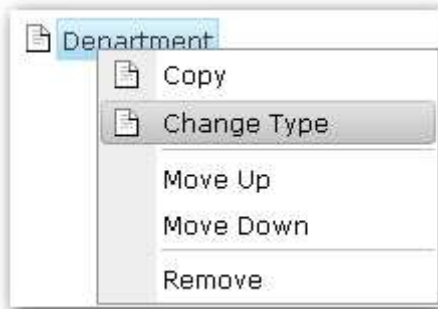 Department
Copy
Change Type
Move Up
Move Down
Remove